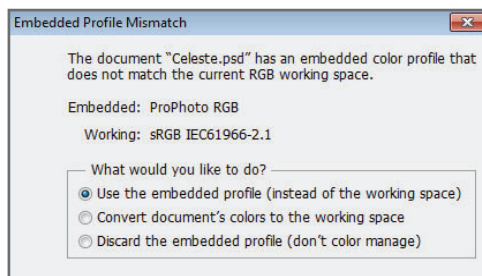 Embedded Profile Mismatch
The document “Celeste.psd” has an embedded color profile that
does not match the current RGB working space.
Embedded: ProPhoto RGB
Working: sRGB IEC61966-2.1
What would you like to do?
Use the embedded profile (instead of the working space)
Convert document’s colors to the working space
Discard the embedded profile (don’t color manage)